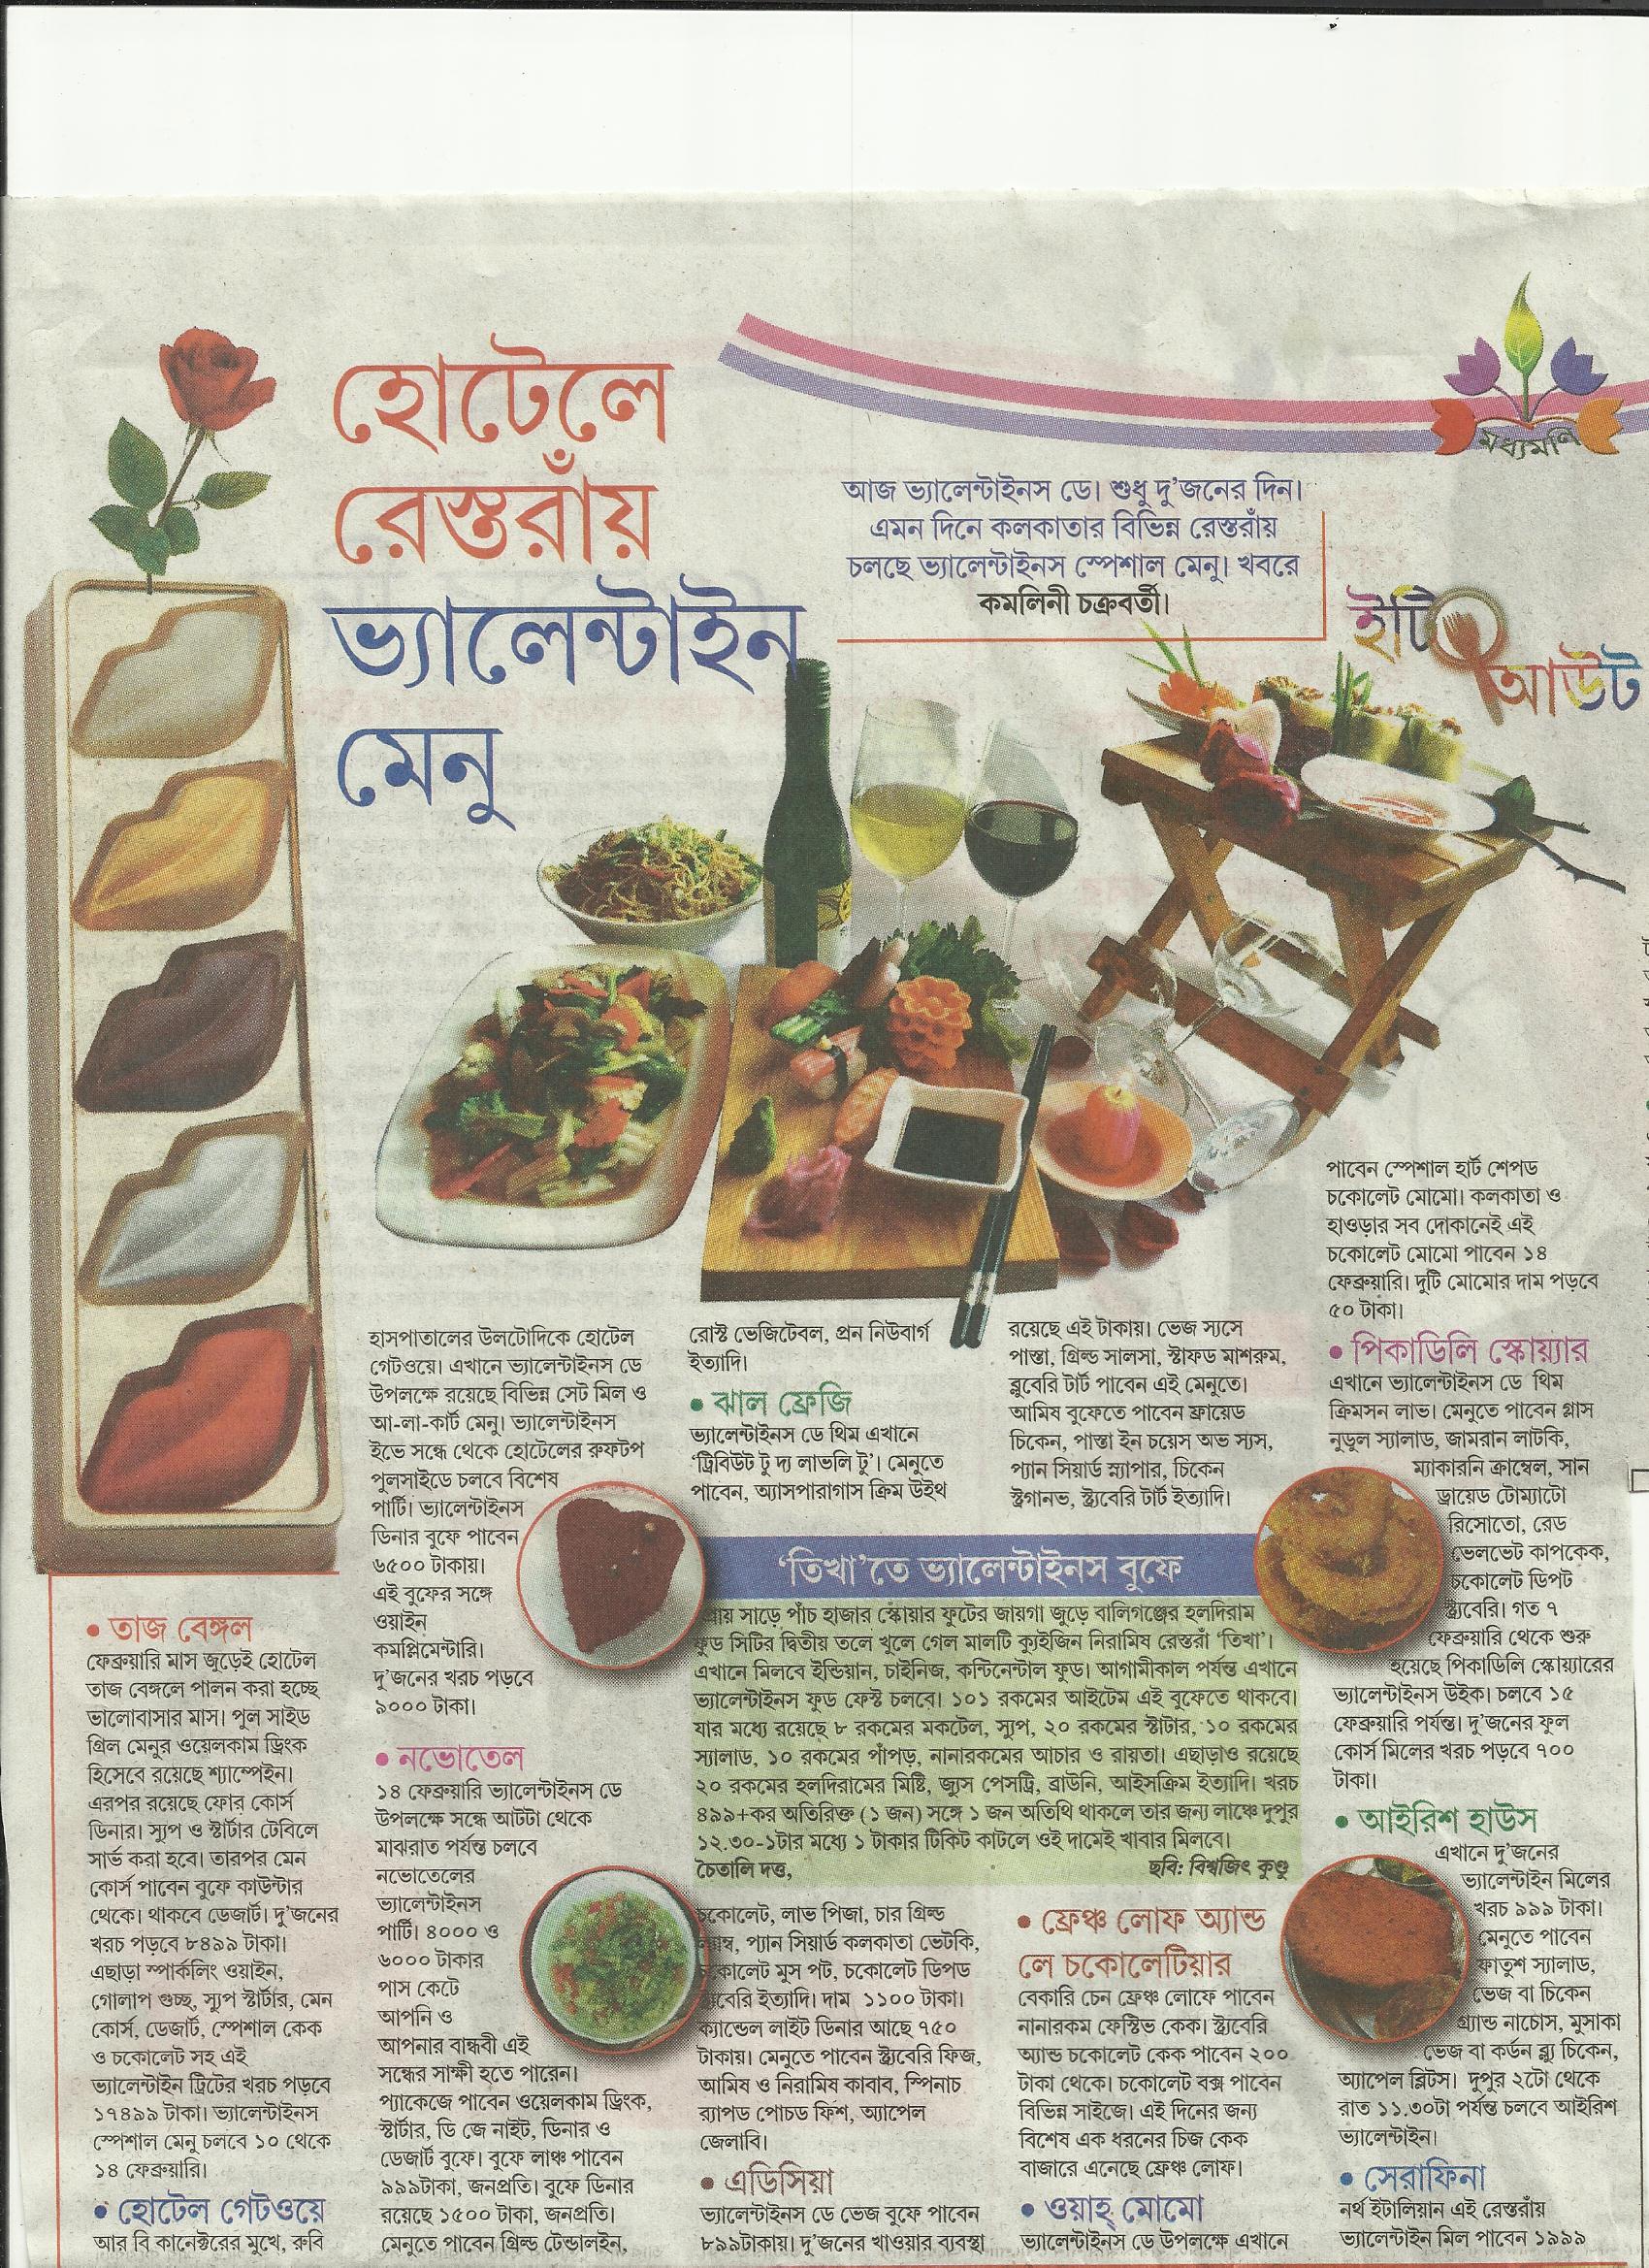 হোটেলে
রেস্তরাঁয়
ভ্যালেন্টাইন
মেনু
মধ্যমনি
আজ ভ্যালেন্টাইনস ডে। শুধু দু'জনের দিন।
এমন দিনে কলকাতার বিভিন্ন রেস্তরাঁয়
চলছে ভ্যালেন্টাইনস স্পেশাল মেনু। খবরে
কমলিনী চক্রবর্তী।
ইটিং
আউট
• তাজ বেঙ্গল
ফেব্রুয়ারি মাস জুড়েই হোটেল
তাজ বেঙ্গলে পালন করা হচ্ছে
ভালোবাসার মাস। পুল সাইড
গ্রিল মেনুর ওয়েলকাম ড্রিংক
হিসেবে রয়েছে শ্যাম্পেইন।
এরপর রয়েছে ফোর কোর্স
ডিনার। স্যুপ ও স্টার্টার টেবিলে
সার্ভ করা হবে। তারপর মেন
কোর্স পাবেন বুফে কাউন্টার
থেকে। থাকবে ডেজার্ট। দু'জনের
খরচ পড়বে ৮৪৯৯ টাকা।
এছাড়া স্পার্কলিং ওয়াইন,
গোলাপ গুচ্ছ, স্যুপ স্টার্টার, মেন
কোর্স, ডেজার্ট, স্পেশাল কেক
ও চকোলেট সহ এই
ভ্যালেন্টাইন ট্রিটের খরচ পড়বে
১৭৪৯৯ টাকা। ভ্যালেন্টাইনস
স্পেশাল মেনু চলবে ১০ থেকে
১৪ ফেব্রুয়ারি।
• হোটেল গেটওয়ে
আর বি কানেক্টরের মুখে, রুবি
হাসপাতালের উলটোদিকে হোটেল
গেটওয়ে। এখানে ভ্যালেন্টাইনস ডে
উপলক্ষে রয়েছে বিভিন্ন সেট মিল ও
আ-লা-কার্ট মেনু। ভ্যালেন্টাইনস
ইভে সন্ধে থেকে হোটেলের রুফটপ
পুলসাইডে চলবে বিশেষ
পার্টি। ভ্যালেন্টাইনস
ডিনার বুফে পাবেন
৬৫০০ টাকায়।
এই বুফের সঙ্গে
ওয়াইন
কমপ্লিমেন্টারি।
দু'জনের খরচ পড়বে
৯০০০ টাকা।
• নভোতেল
১৪ ফেব্রুয়ারি ভ্যালেন্টাইনস ডে
উপলক্ষে সন্ধে আটটা থেকে
মাঝরাত পর্যন্ত চলবে
নভোতেলের
ভ্যালেন্টাইনস
পার্টি। ৪০০০ ও
৬০০০ টাকার
পাস কেটে
আপনি ও
আপনার বান্ধবী এই
সন্ধের সাক্ষী হতে পারেন।
প্যাকেজে পাবেন ওয়েলকাম ড্রিংক,
স্টার্টার, ডি জে নাইট, ডিনার ও
ডেজার্ট বুফে। বুফে লাঞ্চ পাবেন
৯৯৯টাকা, জনপ্রতি। বুফে ডিনার
রয়েছে ১৫০০ টাকা, জনপ্রতি।
মেনুতে পাবেন গ্রিল্ড টেন্ডালইন,
রোস্ট ভেজিটেবল, প্রন নিউবার্গ
ইত্যাদি।
• ঝাল ফ্রেজি
ভ্যালেন্টাইনস ডে থিম এখানে
'ট্রিবিউট টু দ্য লাভলি টু'। মেনুতে
পাবেন, অ্যাসপারাগাস ক্রিম উইথ
চকোলেট, লাভ পিজা, চার গ্রিল্ড
ল্যাম্ব, প্যান সিয়ার্ড কলকাতা ভেটকি,
চকোলেট মুস পট, চকোলেট ডিপড
স্ট্রবেরি ইত্যাদি। দাম ১১০০ টাকা।
ক্যান্ডেল লাইট ডিনার আছে ৭৫০
টাকায়। মেনুতে পাবেন স্ট্র্যবেরি ফিজ,
আমিষ ও নিরামিষ কাবাব, স্পিনাচ
র‍্যাপড পোচড ফিশ, অ্যাপেল
জেলাবি।
• এডিসিয়া
ভ্যালেন্টাইনস ডে ভেজ বুফে পাবেন
৮৯৯টাকায়। দু'জনের খাওয়ার ব্যবস্থা
রয়েছে এই টাকায়। ভেজ স্যসে
পাস্তা, গ্রিল্ড সালসা, স্টাফড মাশরুম,
ব্লুবেরি টার্ট পাবেন এই মেনুতে।
আমিষ বুফেতে পাবেন ফ্রায়েড
চিকেন, পাস্তা ইন চয়েস অভ স্যস,
প্যান সিয়ার্ড স্ন্যাপার, চিকেন
স্ট্রগানভ, স্ট্র্যবেরি টার্ট ইত্যাদি।
'তিখা'তে ভ্যালেন্টাইনস বুফে
প্রায় সাড়ে পাঁচ হাজার স্কোয়ার ফুটের জায়গা জুড়ে বালিগঞ্জের হলদিরাম
ফুড সিটির দ্বিতীয় তলে খুলে গেল মালটি ক্যুইজিন নিরামিষ রেস্তরাঁ 'তিখা'।
এখানে মিলবে ইন্ডিয়ান, চাইনিজ, কন্টিনেন্টাল ফুড। আগামীকাল পর্যন্ত এখানে
ভ্যালেন্টাইনস ফুড ফেস্ট চলবে। ১০১ রকমের আইটেম এই বুফেতে থাকবে।
যার মধ্যে রয়েছে ৮ রকমের মকটেল, স্যুপ, ২০ রকমের স্টার্টার, ১০ রকমের
স্যালাড, ১০ রকমের পাঁপড়, নানারকমের আচার ও রায়তা। এছাড়াও রয়েছে
২০ রকমের হলদিরামের মিষ্টি, জ্যুস পেসট্রি, ব্রাউনি, আইসক্রিম ইত্যাদি। খরচ
৪৯৯+কর অতিরিক্ত (১ জন) সঙ্গে ১ জন অতিথি থাকলে তার জন্য লাঞ্চে দুপুর
১২.৩০-১টার মধ্যে ১ টাকার টিকিট কাটলে ওই দামেই খাবার মিলবে।
চৈতালি দত্ত,
ছবি: বিশ্বজিৎ কুণ্ডু
• ফ্রেঞ্চ লোফ অ্যান্ড
লে চকোলেটিয়ার
বেকারি চেন ফ্রেঞ্চ লোফে পাবেন
নানারকম ফেস্টিভ কেক। স্ট্র্যবেরি
অ্যান্ড চকোলেট কেক পাবেন ২০০
টাকা থেকে। চকোলেট বক্স পাবেন
বিভিন্ন সাইজে। এই দিনের জন্য
বিশেষ এক ধরনের চিজ কেক
বাজারে এনেছে ফ্রেঞ্চ লোফ।
• ওয়াহ্ মোমো
ভ্যালেন্টাইনস ডে উপলক্ষে এখানে
পাবেন স্পেশাল হার্ট শেপড
চকোলেট মোমো। কলকাতা ও
হাওড়ার সব দোকানেই এই
চকোলেট মোমো পাবেন ১৪
ফেব্রুয়ারি। দুটি মোমোর দাম পড়বে
৫০ টাকা।
• পিকাডিলি স্কোয়্যার
এখানে ভ্যালেন্টাইনস ডে থিম
ক্রিমসন লাভ। মেনুতে পাবেন গ্লাস
নুডুল স্যালাড, জামরান লাটকি,
ম্যাকারনি ক্রাম্বেল, সান
ড্রায়েড টোম্যাটো
রিসোতো, রেড
ভেলভেট কাপকেক,
চকোলেট ডিপট
স্ট্র্যবেরি। গত ৭
ফেব্রুয়ারি থেকে শুরু
হয়েছে পিকাডিলি স্কোয়্যারের
ভ্যালেন্টাইনস উইক। চলবে ১৫
ফেব্রুয়ারি পর্যন্ত। দু'জনের ফুল
কোর্স মিলের খরচ পড়বে ৭০০
টাকা।
• আইরিশ হাউস
এখানে দু'জনের
ভ্যালেন্টাইন মিলের
খরচ ৯৯৯ টাকা।
মেনুতে পাবেন
ফাতুশ স্যালাড,
ভেজ বা চিকেন
গ্র্যান্ড নাচোস, মুসাকা
ভেজ বা কর্ডন ব্ল্যু চিকেন,
অ্যাপেল ব্লিটস। দুপুর ২টো থেকে
রাত ১১.৩০টা পর্যন্ত চলবে আইরিশ
ভ্যালেন্টাইন।
• সেরাফিনা
নর্থ ইটালিয়ান এই রেস্তরাঁয়
ভ্যালেন্টাইন মিল পাবেন ১৯৯৯